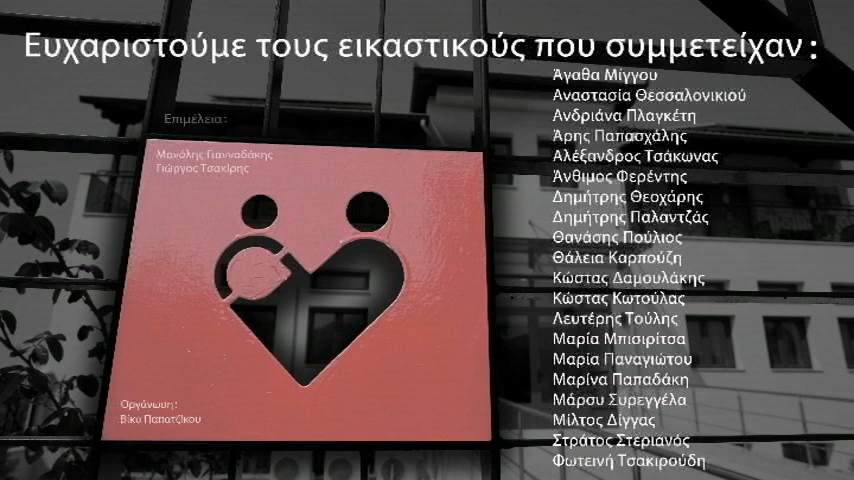 Ευχαριστούμε τους εικαστικούς που συμμετείχαν :
Επιμέλεια :
Μανόλης Γιανναδάκης
Γιώργος Τσακίρης
Οργάνωση :
Βίκυ Παπατζίκου
Άγαθα Μίγγου
Αναστασία Θεσσαλονικιού
Ανδριάνα Πλαγκέτη
Άρης Παπασχάλης
Αλέξανδρος Τσάκωνας
Άνθιμος Φερέντης
Δημήτρης Θεοχάρης
Δημήτρης Παλαντζάς
Θανάσης Πούλιος
Θάλεια Καρπούζη
Κώστας Δαμουλάκης
Κώστας Κωτούλας
Λευτέρης Τούλης
Μαρία Μπισιρίτσα
Μαρία Παναγιώτου
Μαρίνα Παπαδάκη
Μάρσυ Συρεγγέλα
Μίλτος Δίγγας
Στράτος Στεριανός
Φωτεινή Τσακιρούδη